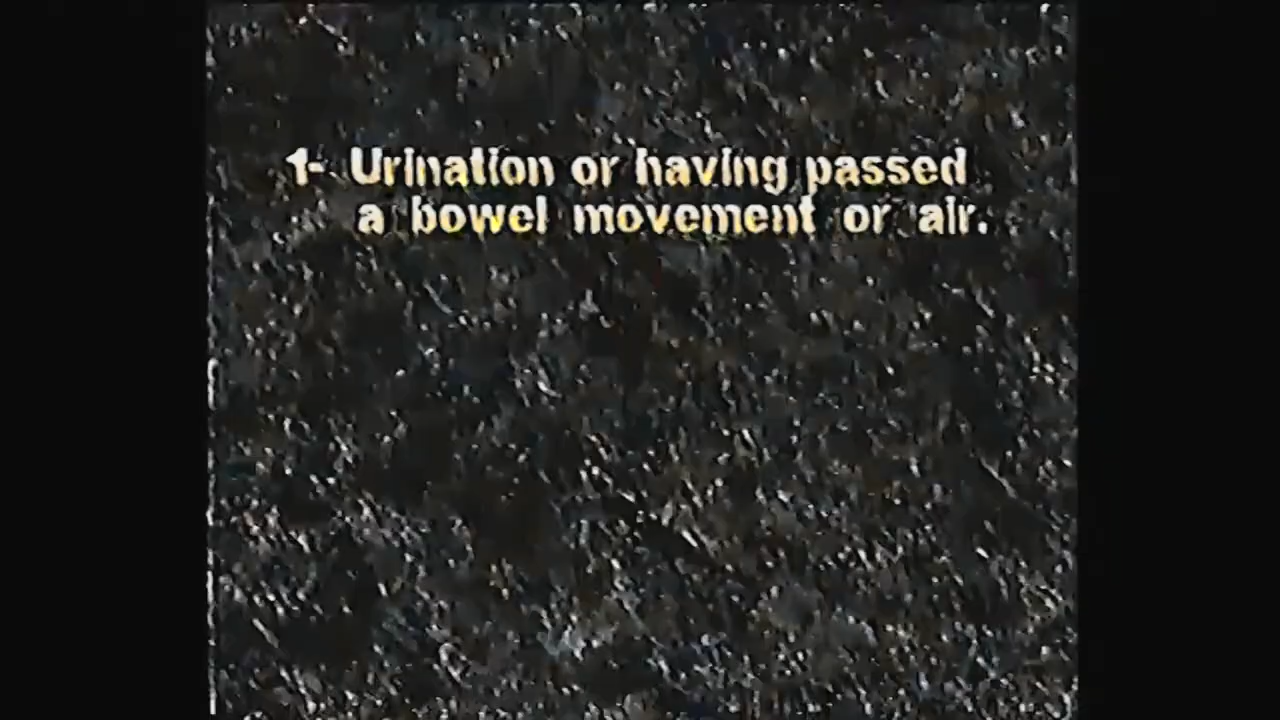 1- Urination or having passed
a bowel movement or air.